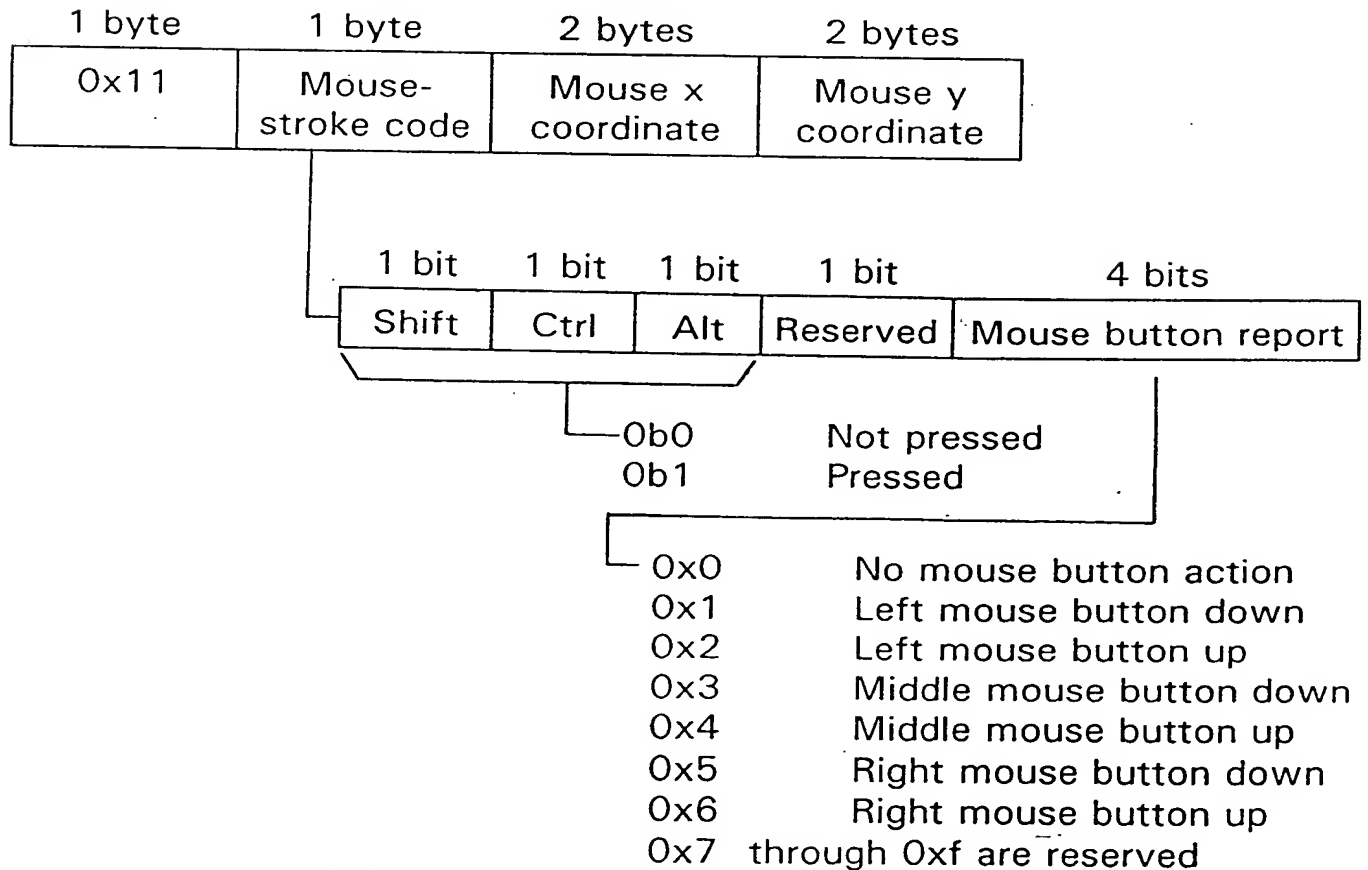 1 byte 1 byte 2 bytes 2 bytes
0x11 Mouse- Mouse x Mouse y
stroke code coordinate coordinate
1 bit 1 bit 1 bit 1 bit 4 bits
Shift Ctrl Alt Reserved Mouse button report
0b0 Not pressed
0b1 Pressed
0x0 No mouse button action
0x1 Left mouse button down
0x2 Left mouse button up
0x3 Middle mouse button down
0x4 Middle mouse button up
0x5 Right mouse button down
0x6 Right mouse button up
0x7 through 0xf are reserved